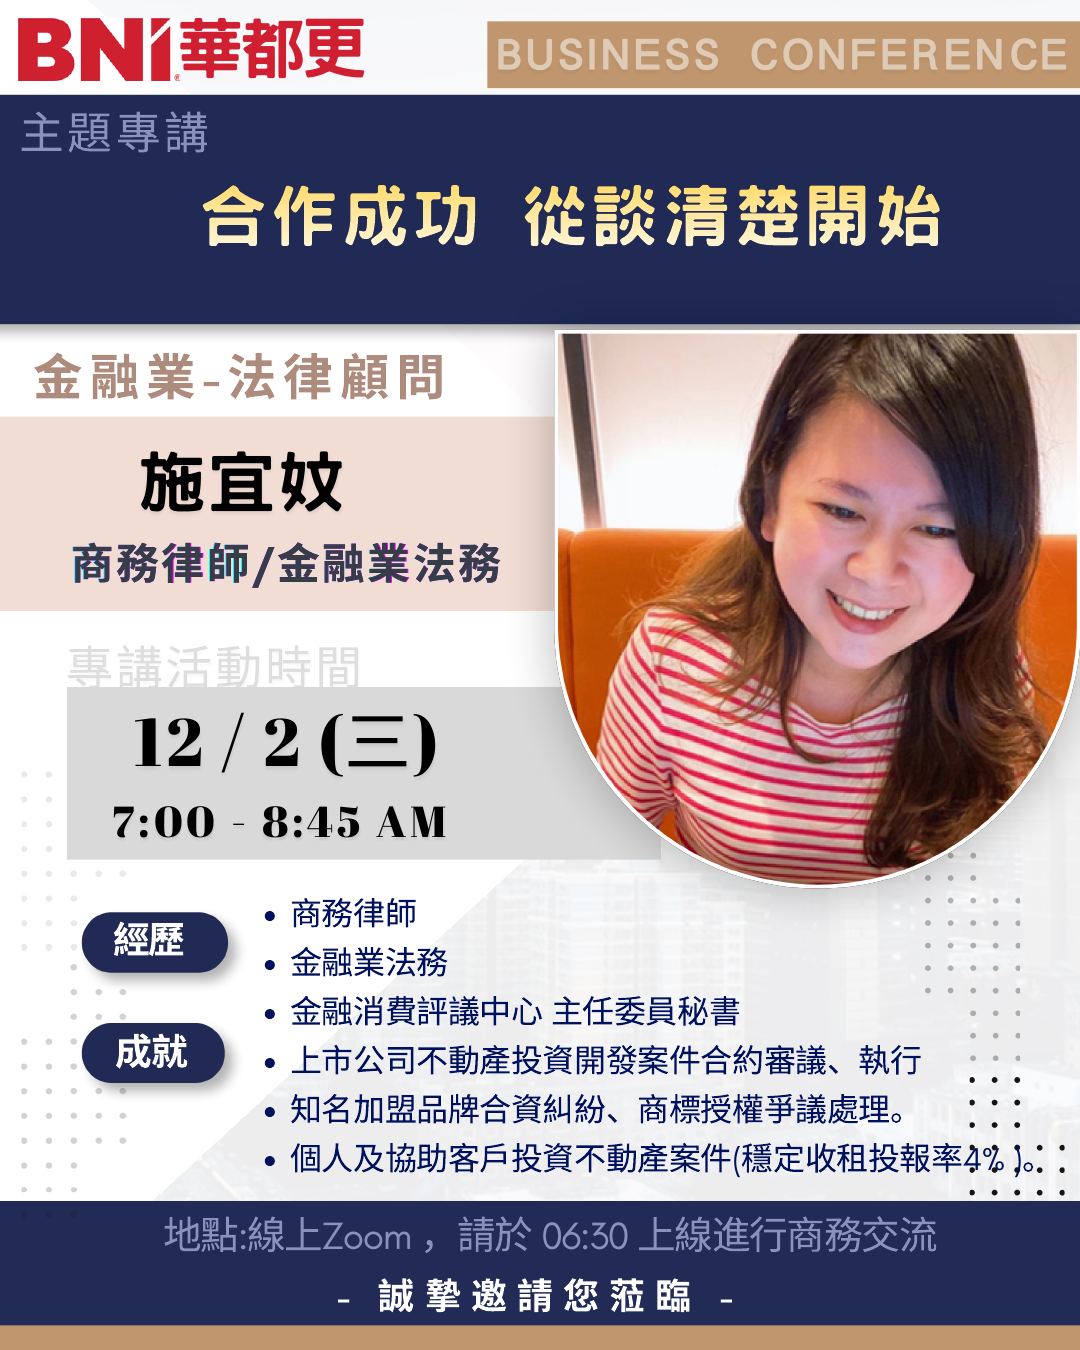 BNI華都更
BUSINESS CONFERENCE
主題專講
合作成功 從談清楚開始
金融業-法律顧問
施宜妏
商務律師/金融業法務
專講活動時間
12 / 2 (三)
7:00 - 8:45 AM
經歷
• 商務律師
• 金融業法務
• 金融消費評議中心 主任委員秘書
成就
• 上市公司不動產投資開發案件合約審議、執行
• 知名加盟品牌合資糾紛、商標授權爭議處理。
• 個人及協助客戶投資不動產案件(穩定收租投報率4%)。
地點:線上Zoom ，請於 06:30 上線進行商務交流
- 誠摯邀請您蒞臨 -